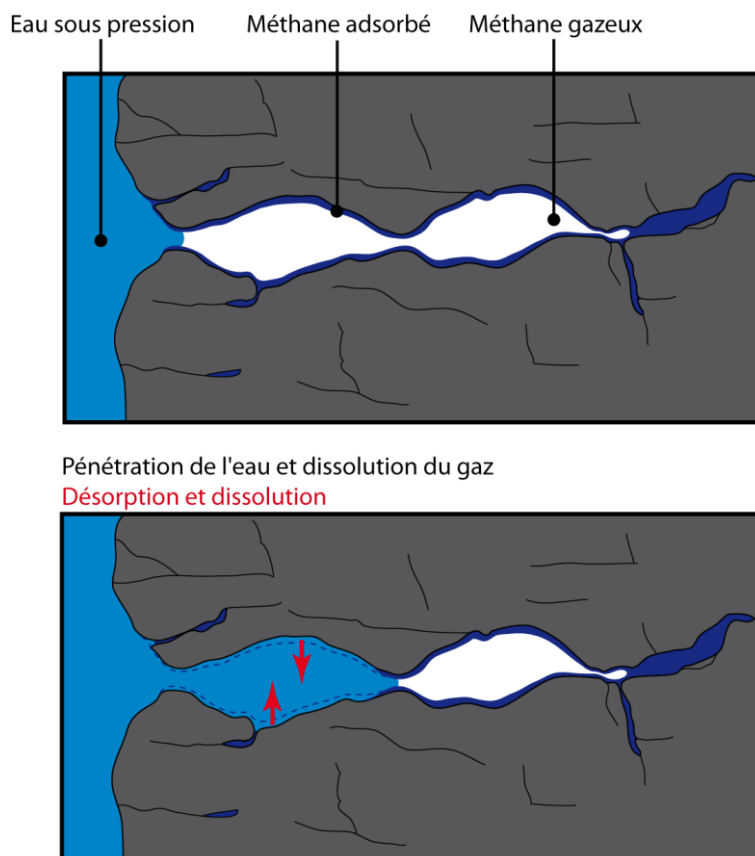 Eau sous pression Méthane adsorbé Méthane gazeux
Pénétration de l'eau et dissolution du gaz
Désorption et dissolution